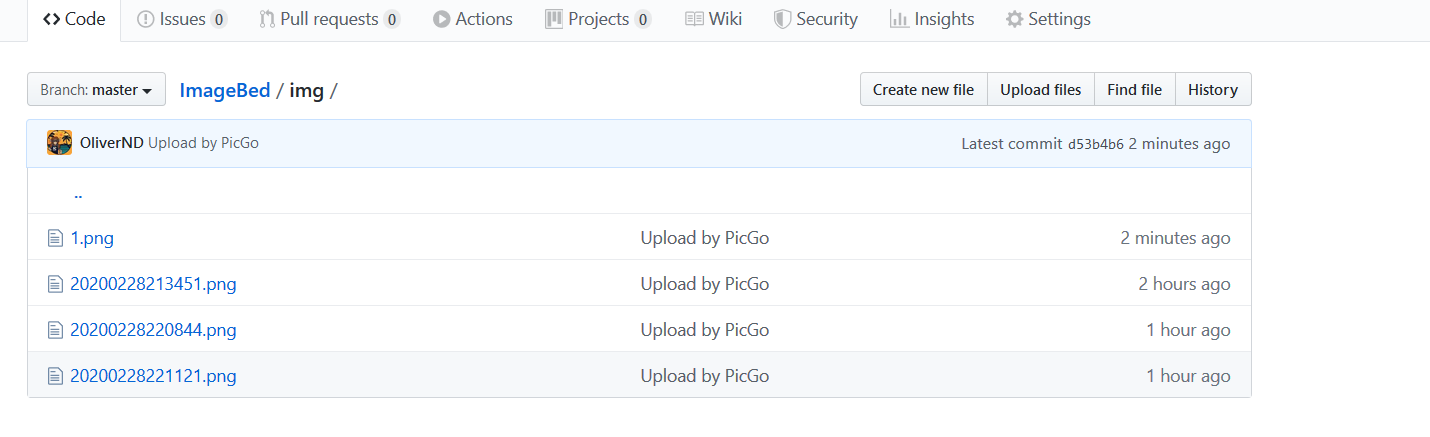 Code Issues 0 Pull requests 0 Actions Projects 0 Wiki Security Insights Settings
Branch: master ImageBed / img / Create new file Upload files Find file History
OliverND Upload by PicGo Latest commit d53b4b6 2 minutes ago
..
1.png Upload by PicGo 2 minutes ago
20200228213451.png Upload by PicGo 2 hours ago
20200228220844.png Upload by PicGo 1 hour ago
20200228221121.png Upload by PicGo 1 hour ago